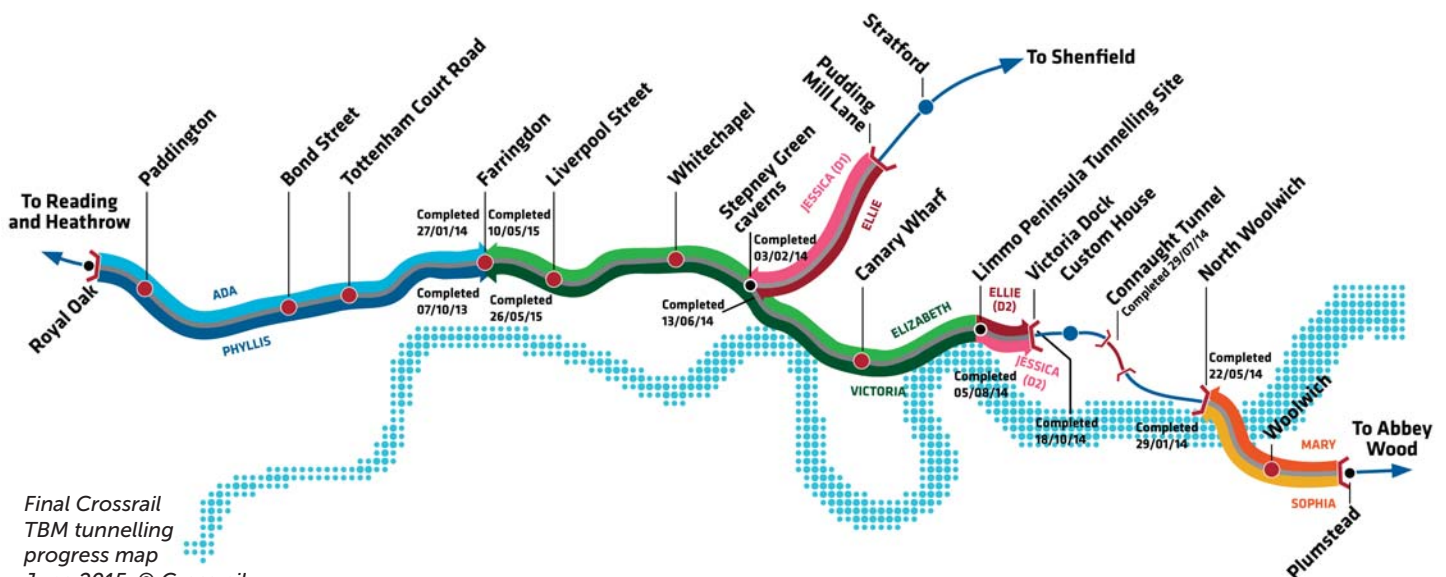 To Reading
and Heathrow
Royal Oak
Paddington
Bond Street
Tottenham Court Road
ADA
PHYLLIS
Farringdon
Completed
27/01/14
Completed
07/10/13
Liverpool Street
Completed
10/05/15
Completed
26/05/15
Whitechapel
Stepney Green
caverns
Completed
03/02/14
Completed
13/06/14
JESSICA (D1)
ELLIE
Pudding
Mill Lane
Stratford
To Shenfield
Canary Wharf
ELIZABETH
VICTORIA
Limmo Peninsula Tunnelling Site
ELLIE
(D2)
JESSICA
(D2)
Completed
05/08/14
Victoria Dock
Completed
18/10/14
Custom House
Connaught Tunnel
Completed 29/07/14
North Woolwich
Completed
22/05/14
Completed
29/01/14
Woolwich
MARY
SOPHIA
To Abbey
Wood
Plumstead
Final Crossrail
TBM tunnelling
progress map